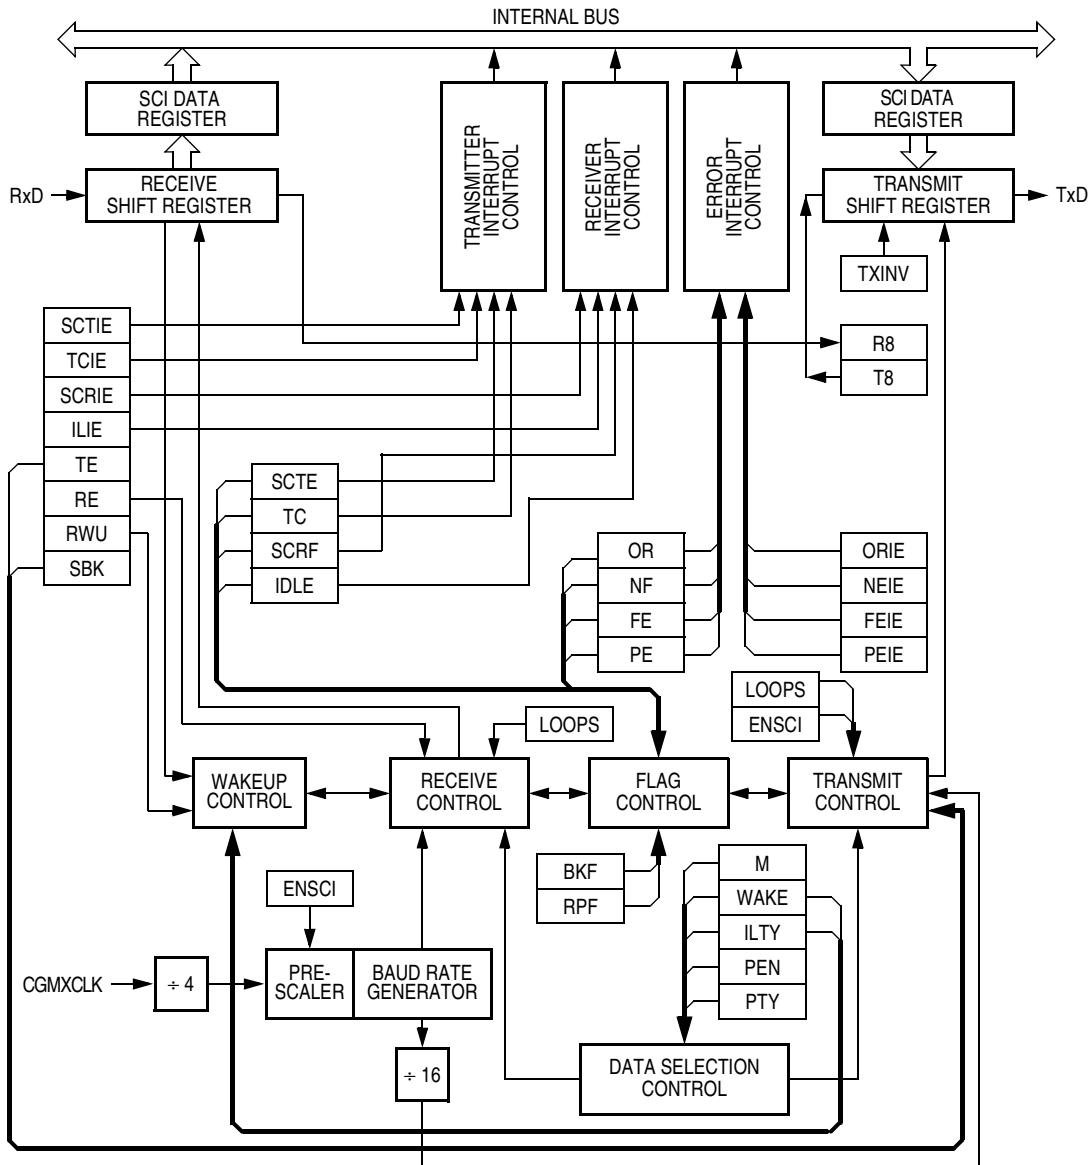 INTERNAL BUS
SCI DATA
REGISTER
TRANSMITTER
INTERRUPT
CONTROL
RECEIVER
INTERRUPT
CONTROL
ERROR
INTERRUPT
CONTROL
SCI DATA
REGISTER
RxD
RECEIVE
SHIFT REGISTER
TRANSMIT
SHIFT REGISTER
TxD
TXINV
SCTIE
TCIE
SCRIE
ILIE
TE
RE
RWU
SBK
R8
T8
SCTE
TC
SCRF
IDLE
OR
NF
FE
PE
ORIE
NEIE
FEIE
PEIE
LOOPS
LOOPS
ENSCI
WAKEUP
CONTROL
RECEIVE
CONTROL
FLAG
CONTROL
TRANSMIT
CONTROL
ENSCI
BKF
RPF
M
WAKE
ILTY
PEN
PTY
CGMXCLK
÷ 4
PRE-
SCALER
BAUD RATE
GENERATOR
÷ 16
DATA SELECTION
CONTROL